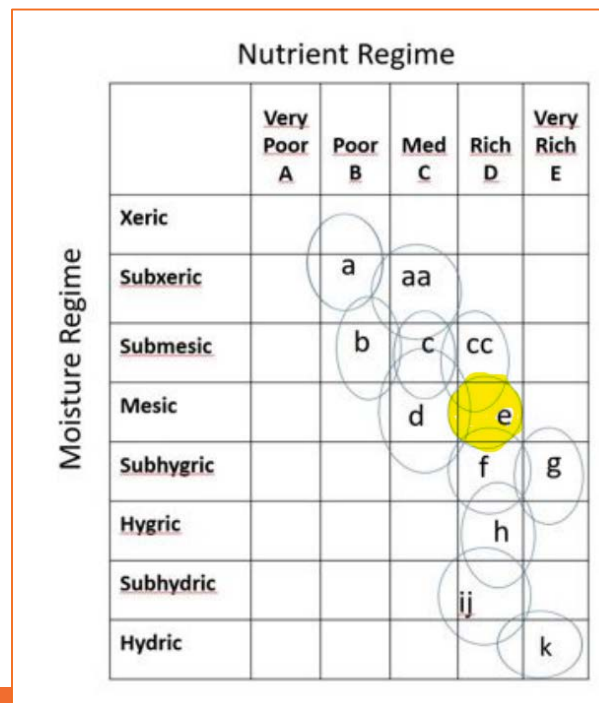 Nutrient Regime
Very Poor A
Poor B
Med C
Rich D
Very Rich E
Moisture Regime
Xeric
a
Subxeric
aa
Submesic
b
c
cc
Mesic
d
e
Subhygric
f
g
Hygric
h
Subhydric
ij
Hydric
k